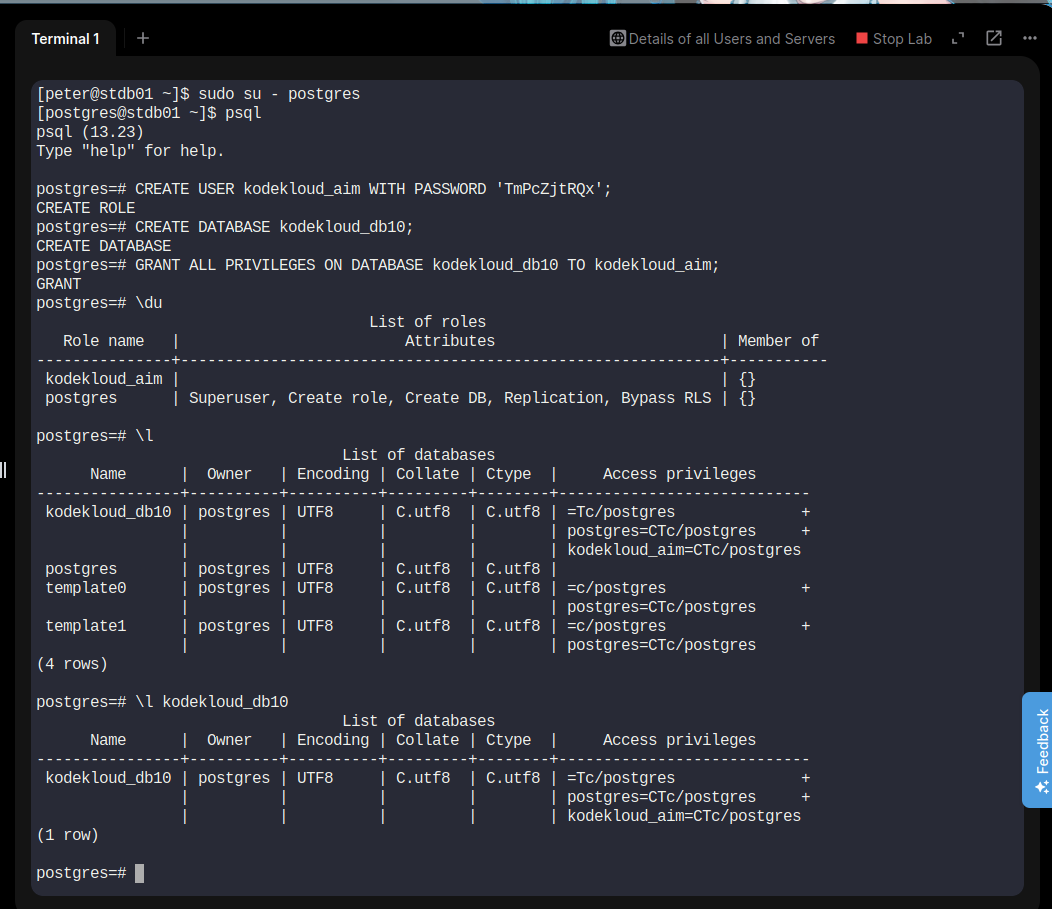 Terminal 1
Details of all Users and Servers
Stop Lab
[peter@stdb01 ~]$ sudo su - postgres
[postgres@stdb01 ~]$ psql
psql (13.23)
Type "help" for help.
postgres=# CREATE USER kodekloud_aim WITH PASSWORD 'TmPcZjtRQx';
CREATE ROLE
postgres=# CREATE DATABASE kodekloud_db10;
CREATE DATABASE
postgres=# GRANT ALL PRIVILEGES ON DATABASE kodekloud_db10 TO kodekloud_aim;
GRANT
postgres=# \du
                                     List of roles
   Role name   |                         Attributes                         | Member of
---------------+------------------------------------------------------------+-----------
 kodekloud_aim |                                                            | {}
 postgres      | Superuser, Create role, Create DB, Replication, Bypass RLS | {}

postgres=# \l
                                  List of databases
      Name      |  Owner   | Encoding | Collate | Ctype  |     Access privileges
----------------+----------+----------+---------+--------+----------------------------
 kodekloud_db10 | postgres | UTF8     | C.utf8  | C.utf8 | =Tc/postgres              +
                |          |          |         |        | postgres=CTc/postgres     +
                |          |          |         |        | kodekloud_aim=CTc/postgres
 postgres       | postgres | UTF8     | C.utf8  | C.utf8 |
 template0      | postgres | UTF8     | C.utf8  | C.utf8 | =c/postgres               +
                |          |          |         |        | postgres=CTc/postgres
 template1      | postgres | UTF8     | C.utf8  | C.utf8 | =c/postgres               +
                |          |          |         |        | postgres=CTc/postgres
(4 rows)

postgres=# \l kodekloud_db10
                                  List of databases
      Name      |  Owner   | Encoding | Collate | Ctype  |     Access privileges
----------------+----------+----------+---------+--------+----------------------------
 kodekloud_db10 | postgres | UTF8     | C.utf8  | C.utf8 | =Tc/postgres              +
                |          |          |         |        | postgres=CTc/postgres     +
                |          |          |         |        | kodekloud_aim=CTc/postgres
(1 row)

postgres=#
Feedback